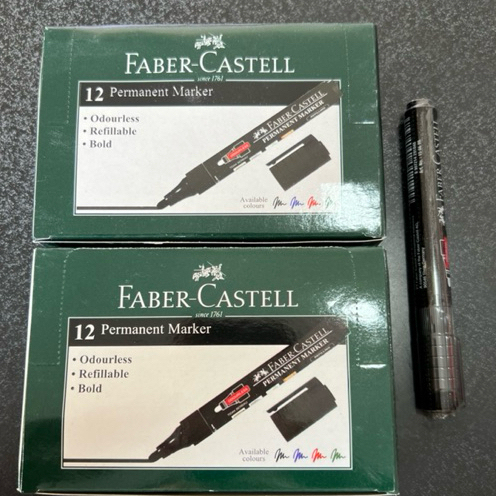 FABER-CASTELL
since 1761
12 Permanent Marker
• Odourless
• Refillable
• Bold
FABER CASTELL
PERMANENT MARKER
Available
colours
FABER-CASTELL
since 1761
12 Permanent Marker
• Odourless
• Refillable
• Bold
FABER CASTELL
PERMANENT MARKER
Available
colours
FABER-CASTELL